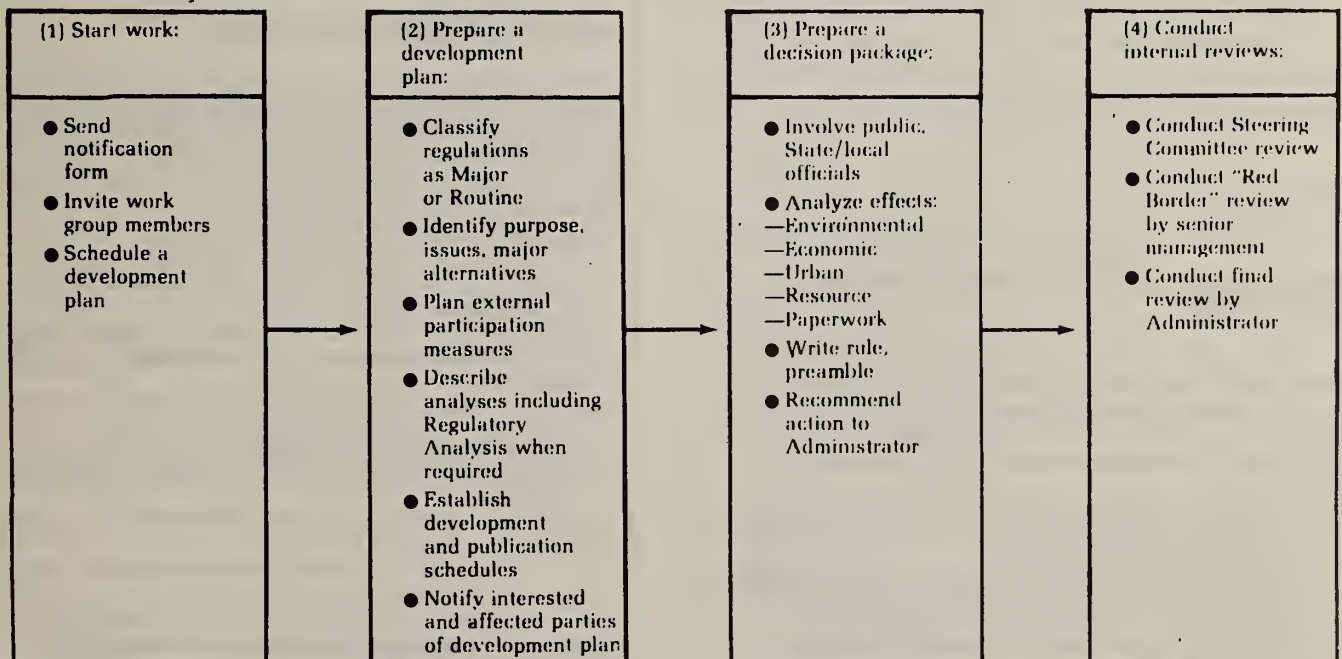 (1) Start work:
● Send
notification
form
● Invite work
group members
● Schedule a
development
plan
(2) Prepare a
development
plan:
● Classify
regulations
as Major
or Routine
● Identify purpose,
issues, major
alternatives
● Plan external
participation
measures
● Describe
analyses including
Regulatory
Analysis when
required
● Establish
development
and publication
schedules
● Notify interested
and affected parties
of development plan
(3) Prepare a
decision package:
● Involve public,
State/local
officials
● Analyze effects:
—Environmental
—Economic
—Urban
—Resource
—Paperwork
● Write rule,
preamble
● Recommend
action to
Administrator
(4) Conduct
internal reviews:
● Conduct Steering
Committee review
● Conduct "Red
Border" review
by senior
management
● Conduct final
review by
Administrator